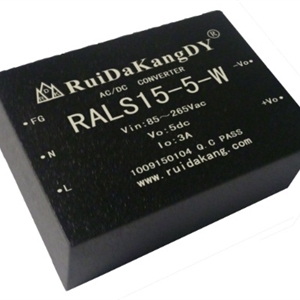 RuiDaKangDY
AC/DC CONVERTER
RALS15-5-W
Vin:85～265Vac
Vo:5dc
Io:3A
1009150104 Q.C PASS
www.ruidakang.com
FG
N
L
-Vo
+Vo